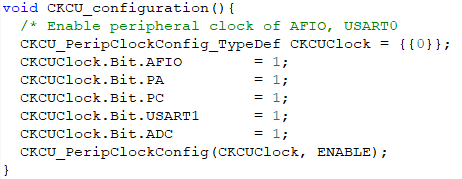 void CKCU_configuration(){
  /* Enable peripheral clock of AFIO, USART0
  CKCU_PeripClockConfig_TypeDef CKCUClock = {{0}};
  CKCUClock.Bit.AFIO         = 1;
  CKCUClock.Bit.PA           = 1;
  CKCUClock.Bit.PC           = 1;
  CKCUClock.Bit.USART1       = 1;
  CKCUClock.Bit.ADC          = 1;
  CKCU_PeripClockConfig(CKCUClock, ENABLE);
}